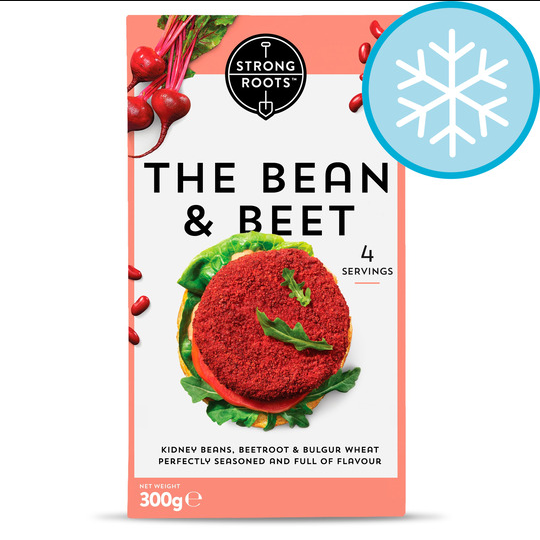 STRONG
ROOTS™
THE BEAN
& BEET
4
SERVINGS
KIDNEY BEANS, BEETROOT & BULGUR WHEAT
PERFECTLY SEASONED AND FULL OF FLAVOUR
NET WEIGHT
300g ℮